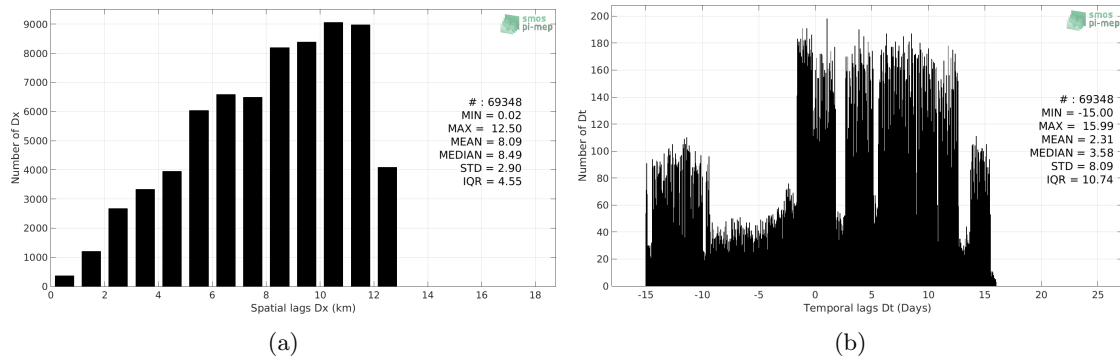 9000
8000
7000
6000
5000
4000
3000
2000
1000
0
Number of Dx
0 2 4 6 8 10 12 14 16 18
Spatial lags Dx (km)
smos
pi-mep
# : 69348
MIN = 0.02
MAX = 12.50
MEAN = 8.09
MEDIAN = 8.49
STD = 2.90
IQR = 4.55
(a)
200
180
160
140
120
100
80
60
40
20
0
Number of Dt
-15 -10 -5 0 5 10 15 20 25
Temporal lags Dt (Days)
smos
pi-mep
# : 69348
MIN = -15.00
MAX = 15.99
MEAN = 2.31
MEDIAN = 3.58
STD = 8.09
IQR = 10.74
(b)